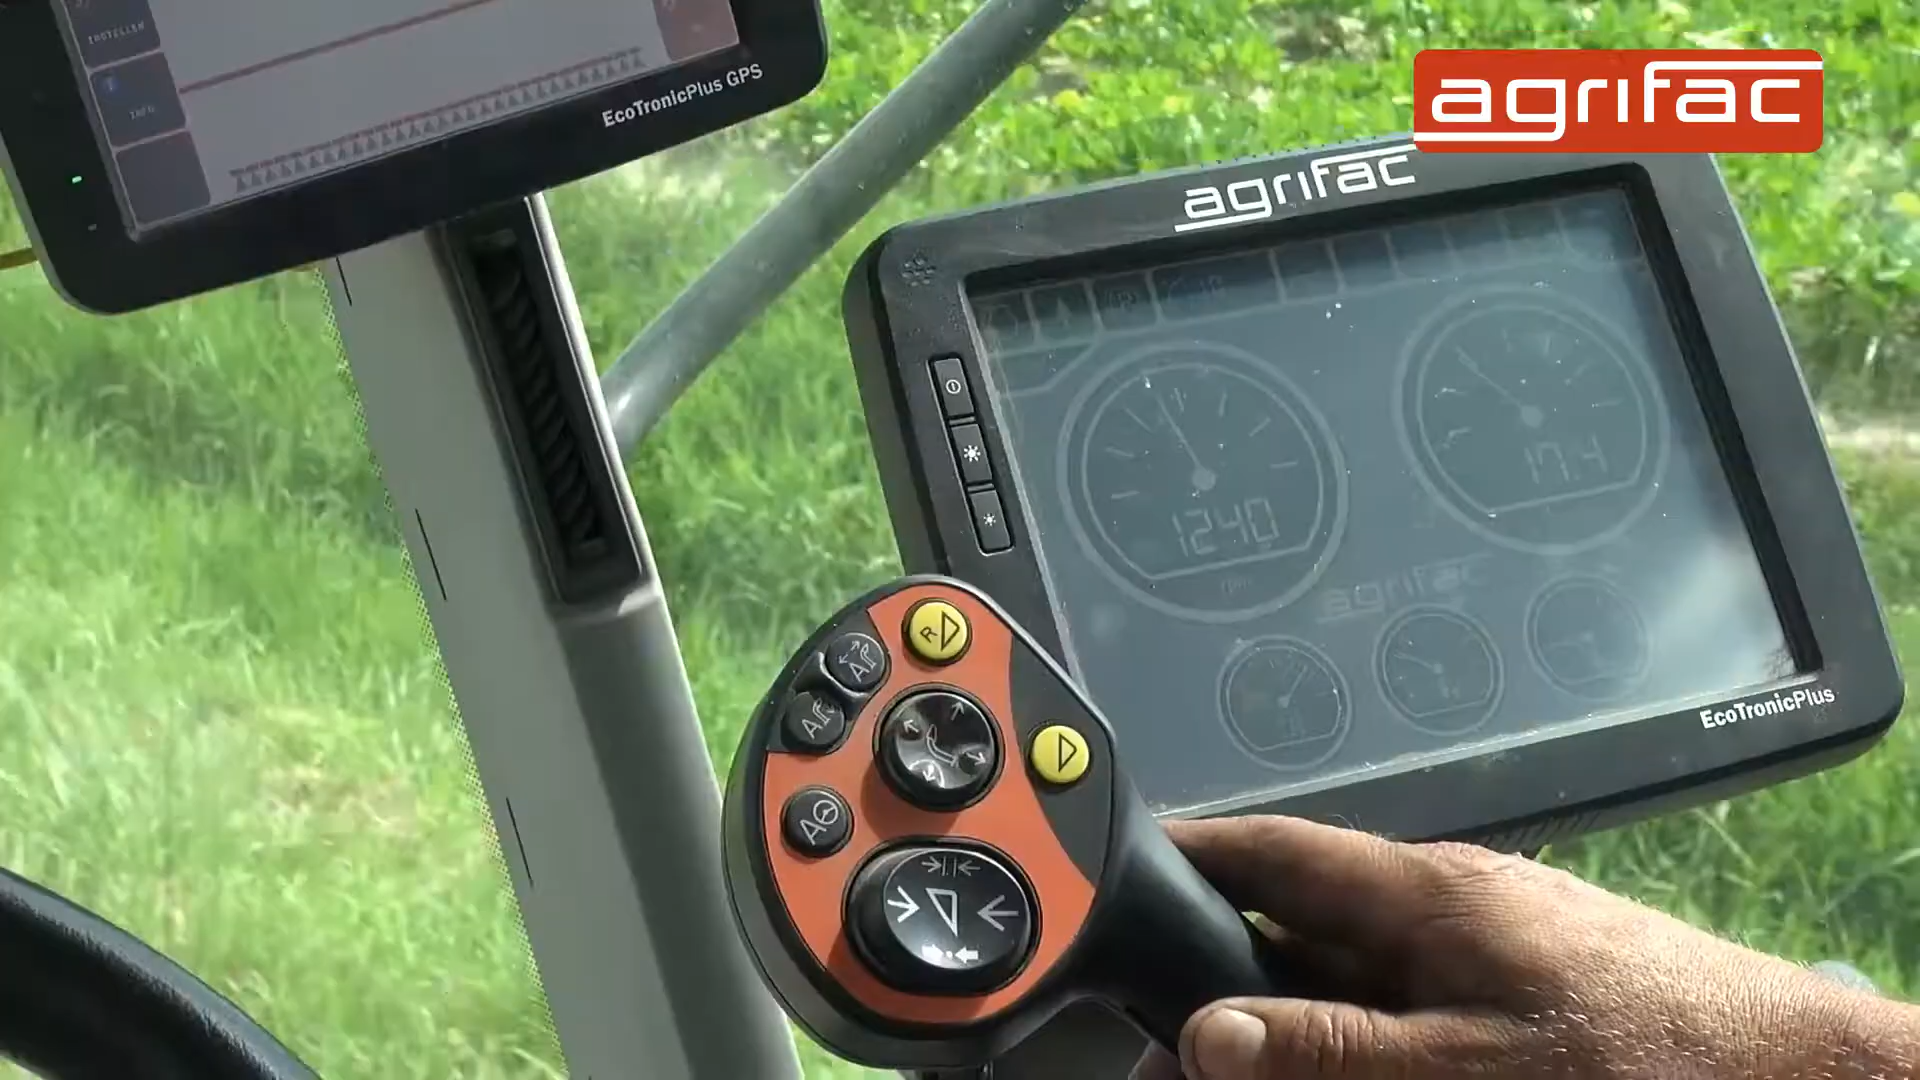 INSTELLEN
INFO
EcoTronicPlus GPS
agrifac
agrifac
1240
17.4
agrifac
EcoTronicPlus
R
A
A
A